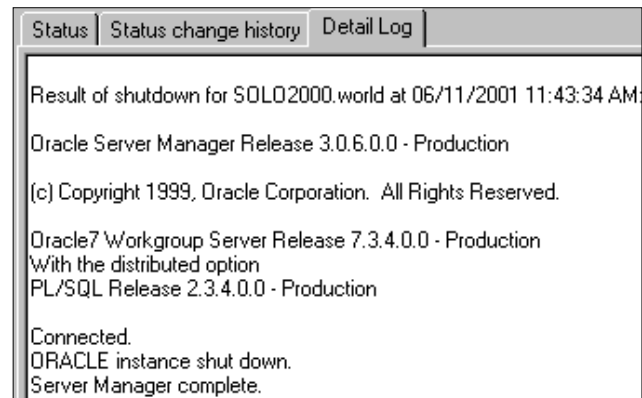 Status
Status change history
Detail Log
Result of shutdown for SOLO2000.world at 06/11/2001 11:43:34 AM:
Oracle Server Manager Release 3.0.6.0.0 - Production
(c) Copyright 1999, Oracle Corporation.  All Rights Reserved.
Oracle7 Workgroup Server Release 7.3.4.0.0 - Production
With the distributed option
PL/SQL Release 2.3.4.0.0 - Production
Connected.
ORACLE instance shut down.
Server Manager complete.